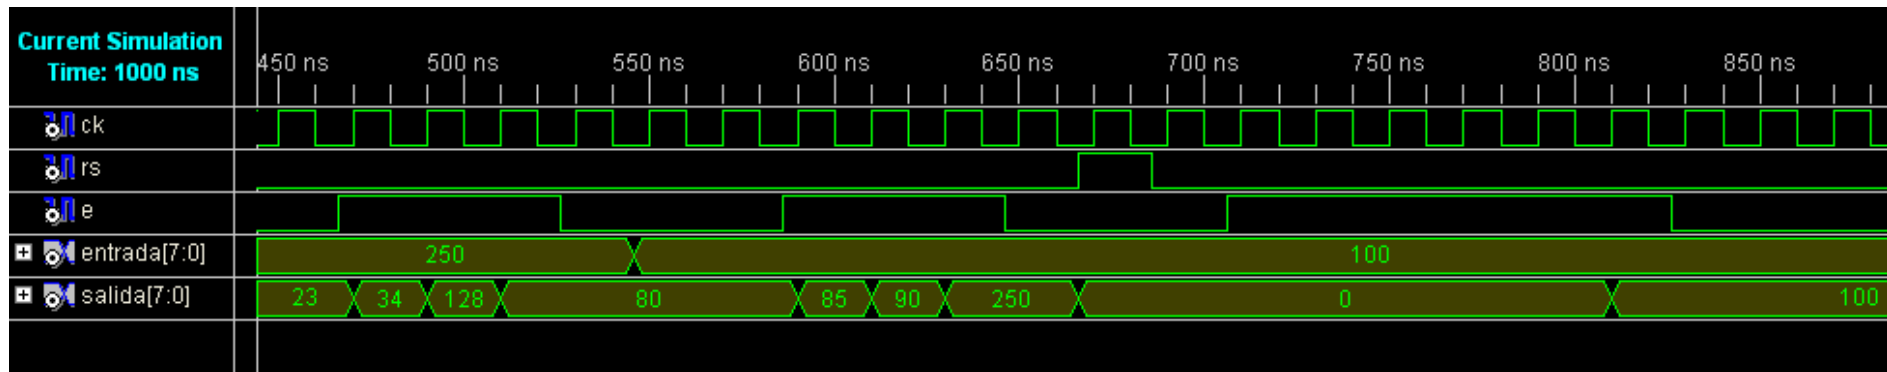 Current Simulation
Time: 1000 ns
450 ns 500 ns 550 ns 600 ns 650 ns 700 ns 750 ns 800 ns 850 ns
ck
rs
e
entrada[7:0] 250 100
salida[7:0] 23 34 128 80 85 90 250 0 100